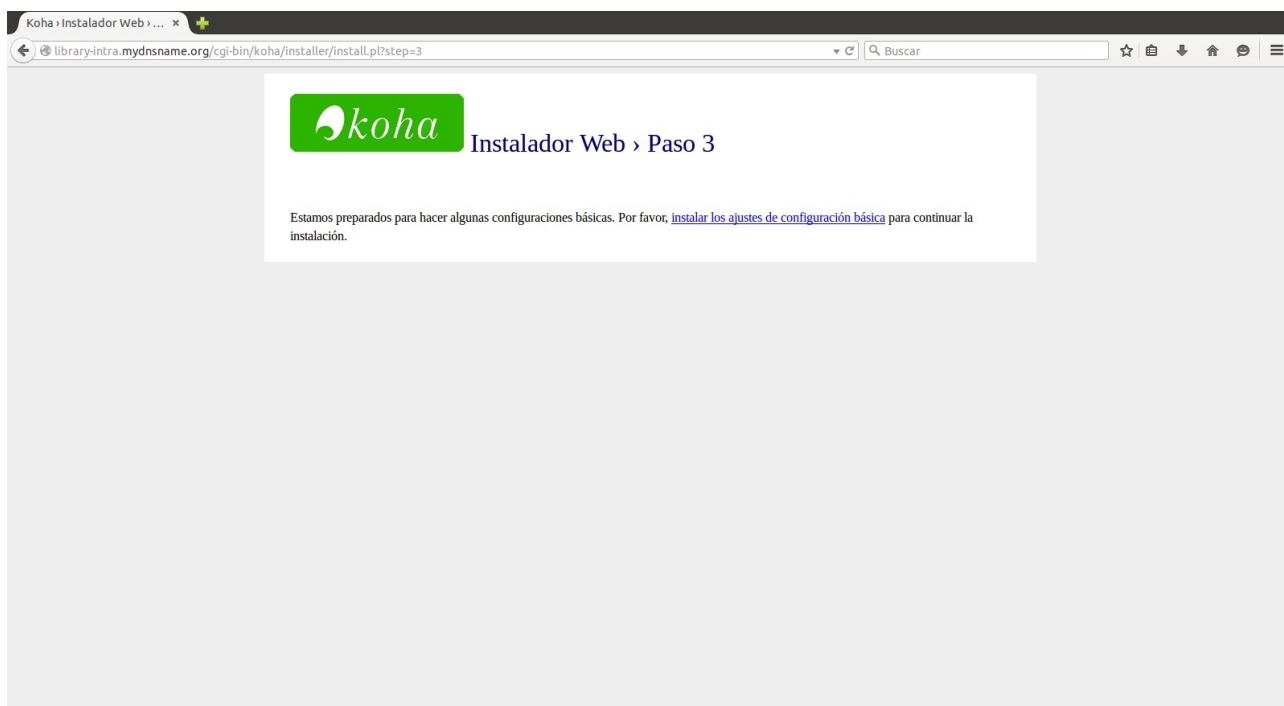 Koha › Instalador Web › ...
library-intra.mydnsname.org/cgi-bin/koha/installer/install.pl?step=3
Buscar
koha
Instalador Web › Paso 3
Estamos preparados para hacer algunas configuraciones básicas. Por favor, instalar los ajustes de configuración básica para continuar la
instalación.